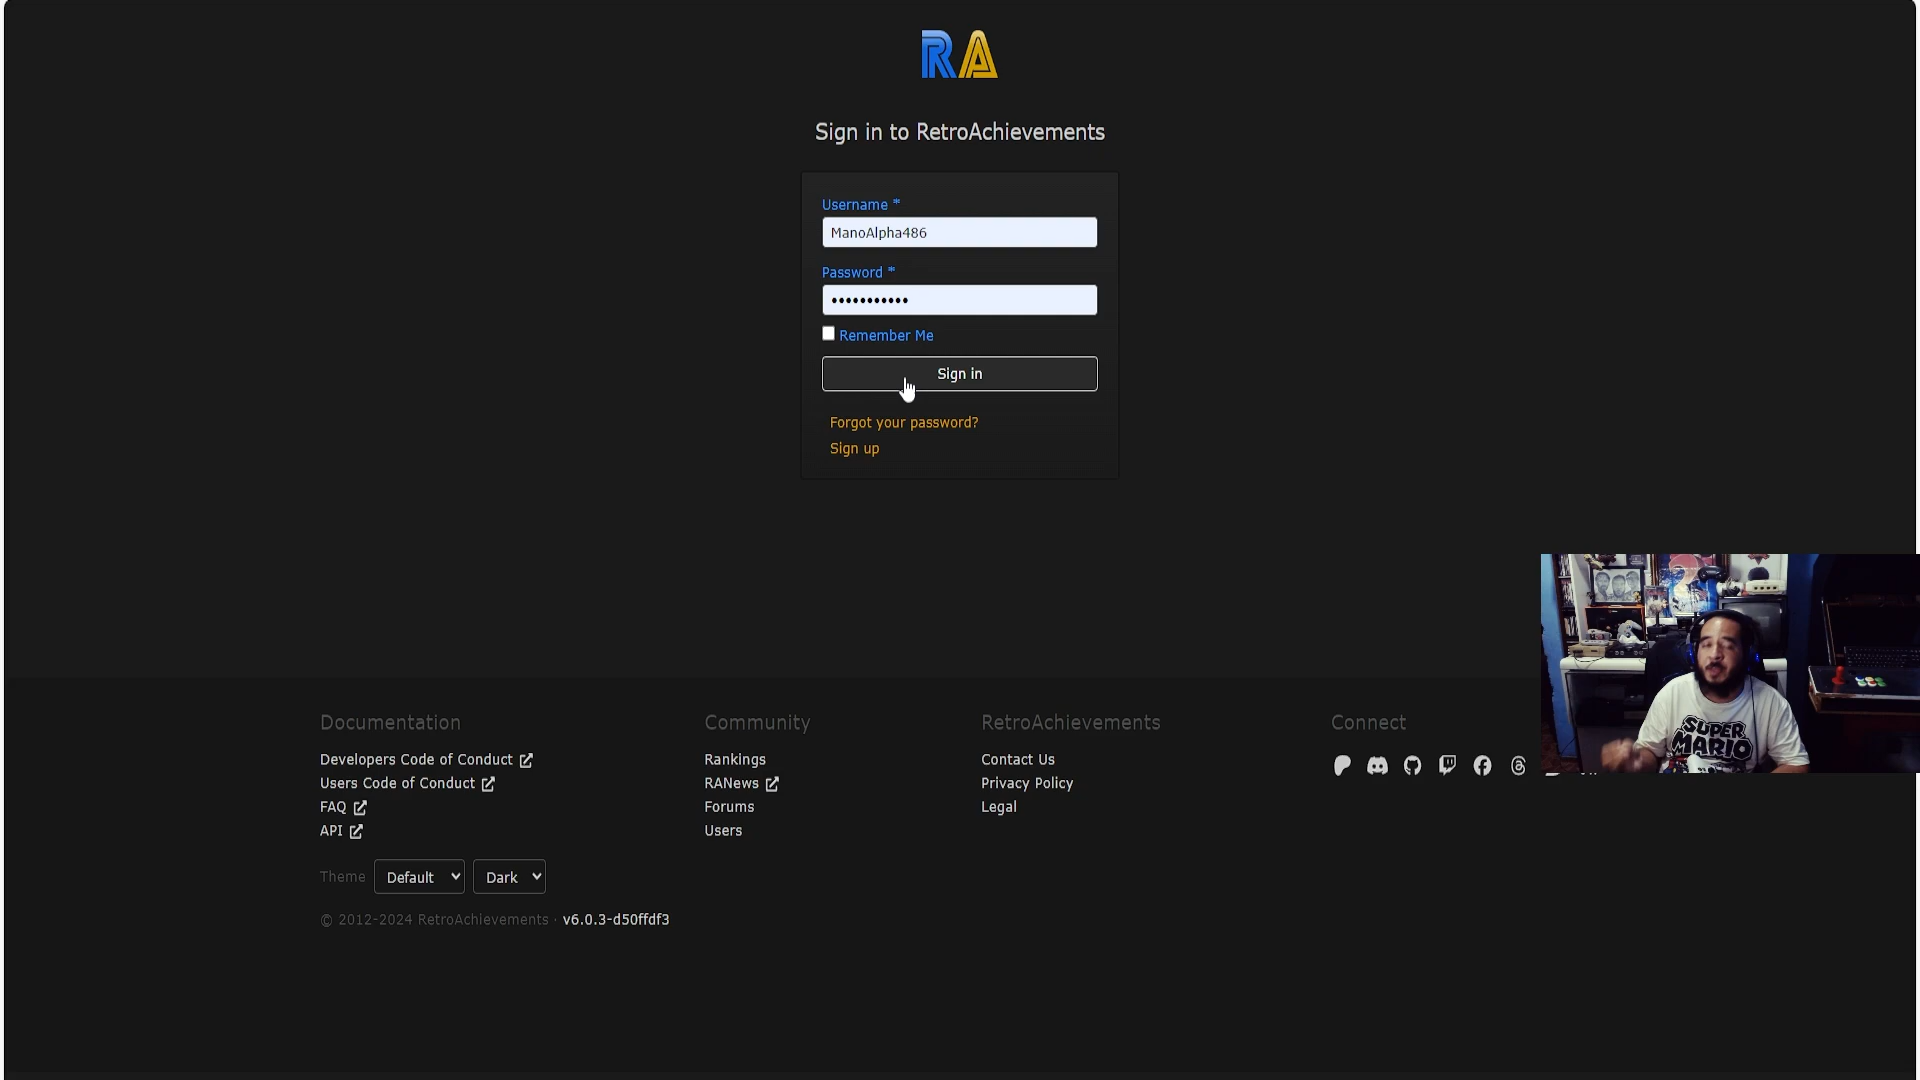 RA
Sign in to RetroAchievements
Username *
ManoAlpha486
Password *
•••••••••••
Remember Me
Sign in
Forgot your password?
Sign up
Documentation
Developers Code of Conduct
Users Code of Conduct
FAQ
API
Community
Rankings
RANews
Forums
Users
RetroAchievements
Contact Us
Privacy Policy
Legal
Connect
Theme Default Dark
© 2012-2024 RetroAchievements · v6.0.3-d50ffdf3
SUPER
MARIO